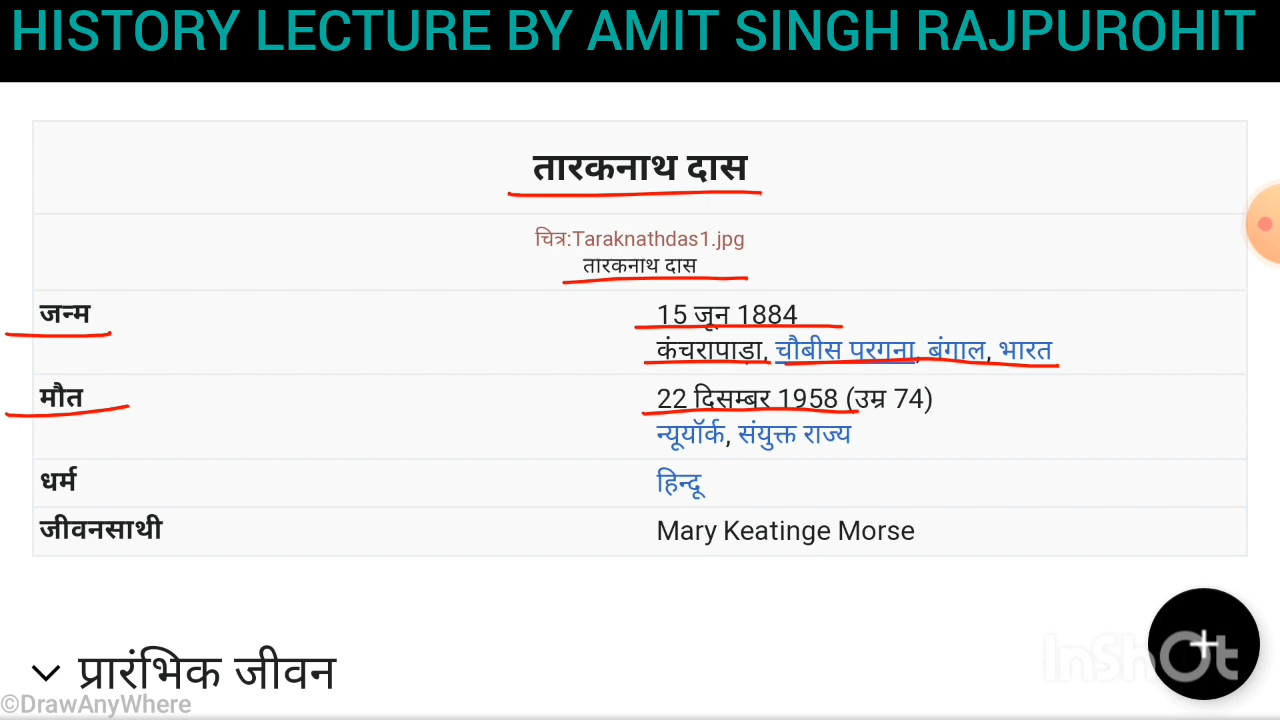 HISTORY LECTURE BY AMIT SINGH RAJPUROHIT
तारकनाथ दास
चित्र:Taraknathdas1.jpg
तारकनाथ दास
जन्म
15 जून 1884
कंचरापाड़ा, चौबीस परगना, बंगाल, भारत
मौत
22 दिसम्बर 1958 (उम्र 74)
न्यूयॉर्क, संयुक्त राज्य
धर्म
हिन्दू
जीवनसाथी
Mary Keatinge Morse
प्रारंभिक जीवन
InShOt
©DrawAnyWhere